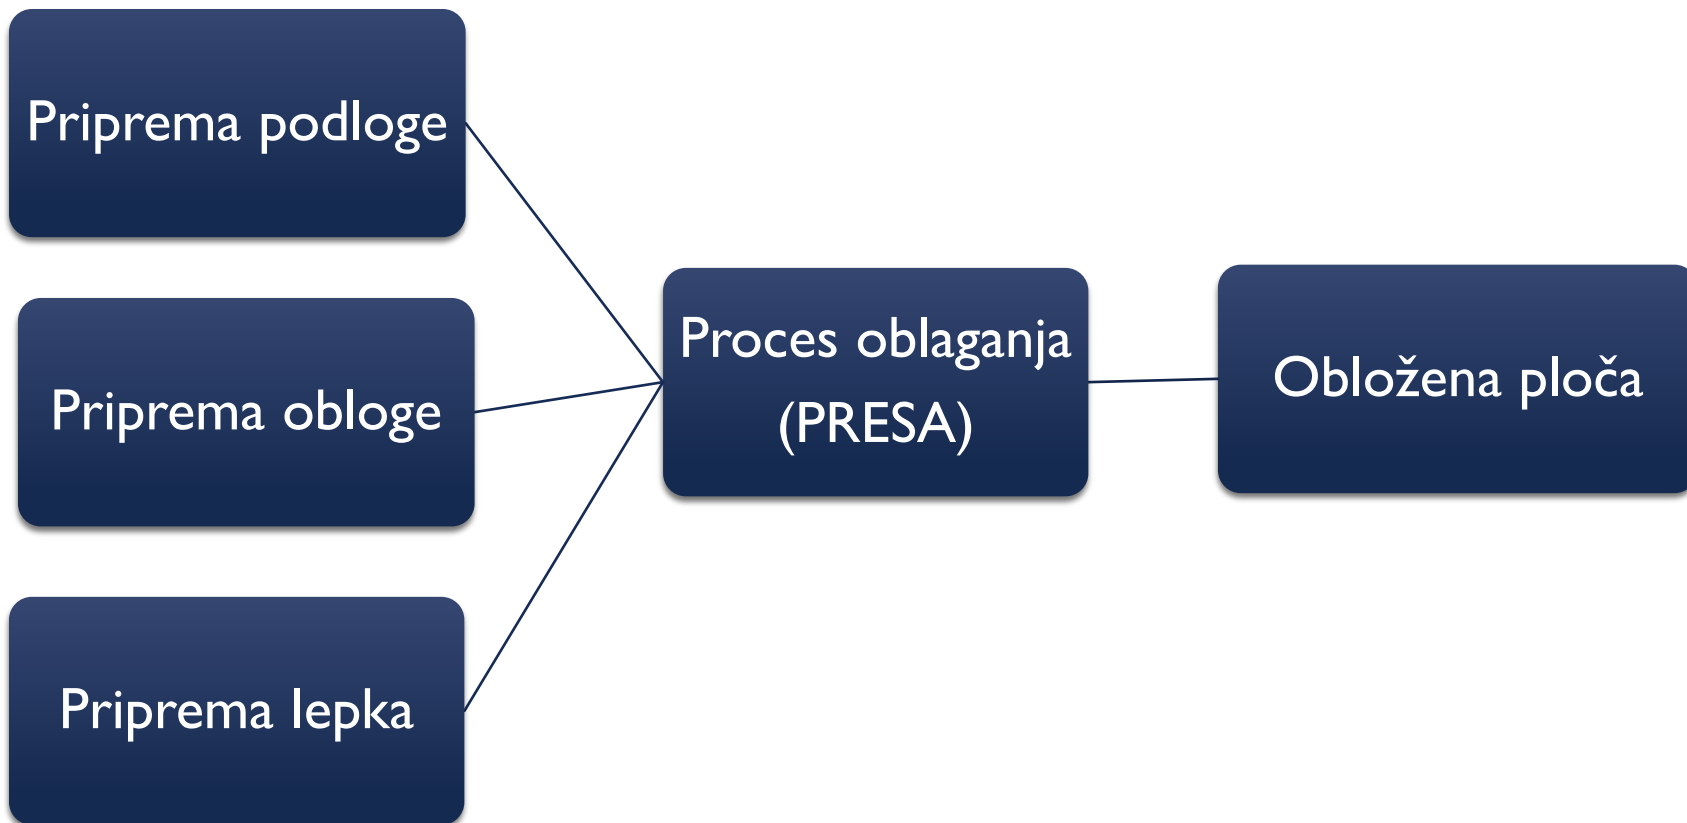 Priprema podloge
Priprema obloge
Priprema lepka
Proces oblaganja
(PRESA)
Obložena ploča